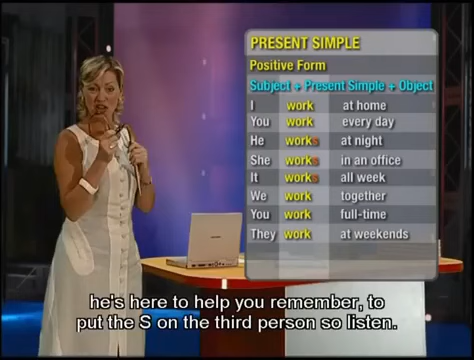 PRESENT SIMPLE
Positive Form
Subject + Present Simple + Object
I work at home
You work every day
He works at night
She works in an office
It works all week
We work together
You work full-time
They work at weekends
he's here to help you remember, to
put the S on the third person so listen.